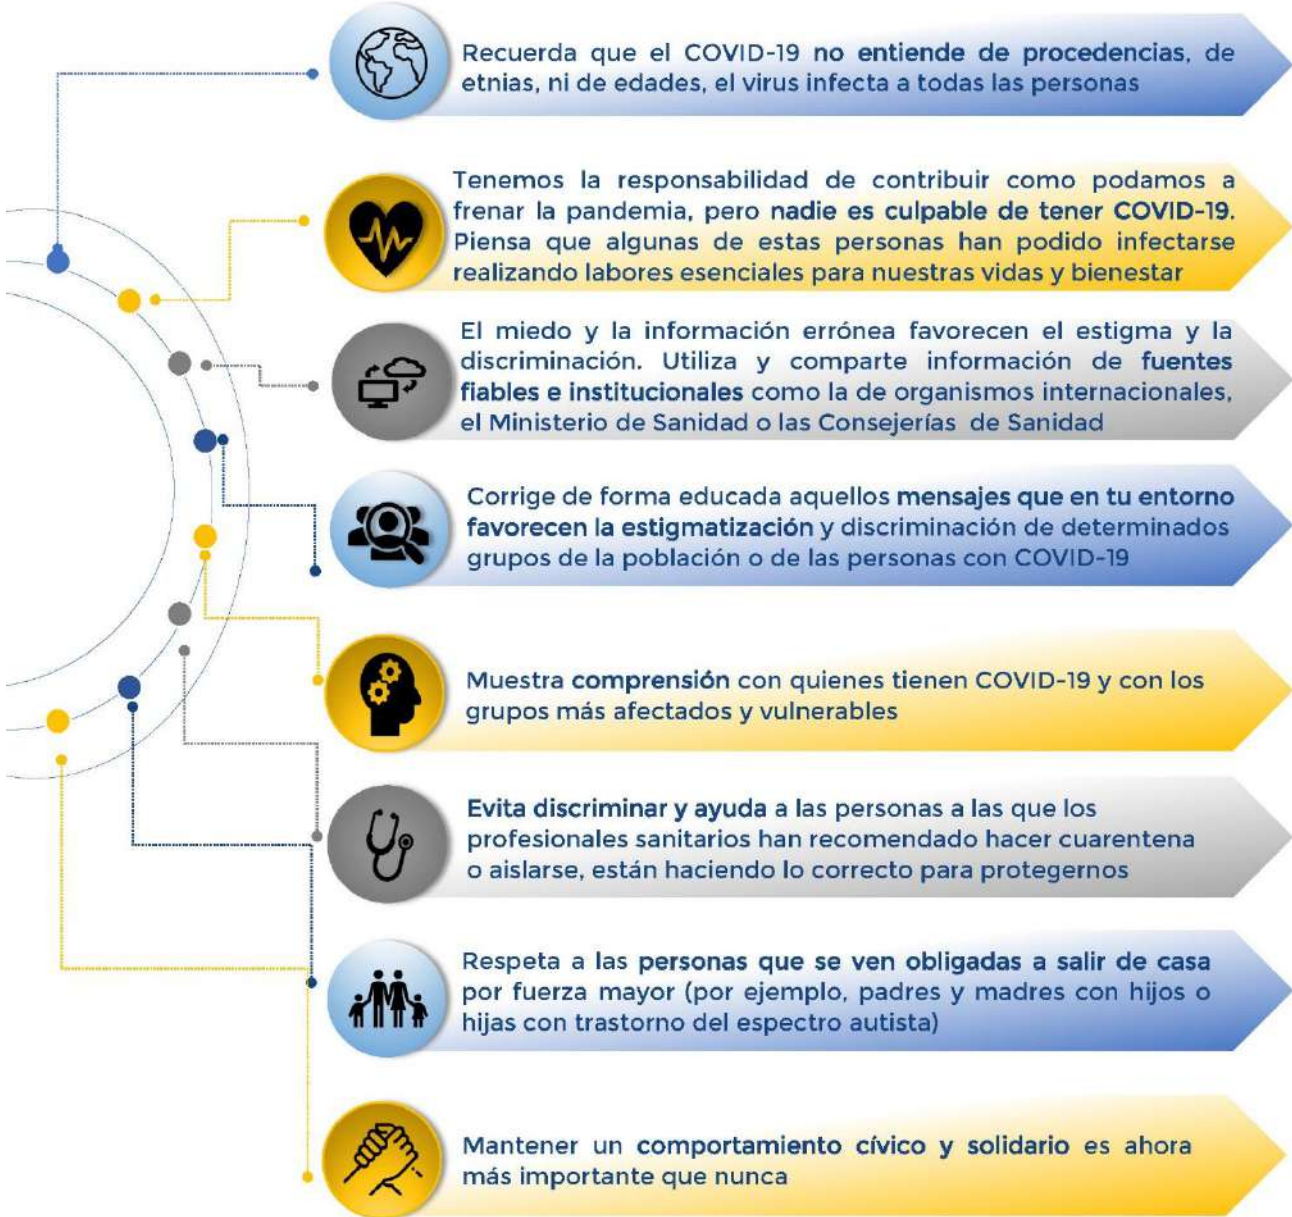 Recuerda que el COVID-19 no entiende de procedencias, de
etnias, ni de edades, el virus infecta a todas las personas
Tenemos la responsabilidad de contribuir como podamos a
frenar la pandemia, pero nadie es culpable de tener COVID-19.
Piensa que algunas de estas personas han podido infectarse
realizando labores esenciales para nuestras vidas y bienestar
El miedo y la información errónea favorecen el estigma y la
discriminación. Utiliza y comparte información de fuentes
fiables e institucionales como la de organismos internacionales,
el Ministerio de Sanidad o las Consejerías de Sanidad
Corrige de forma educada aquellos mensajes que en tu entorno
favorecen la estigmatización y discriminación de determinados
grupos de la población o de las personas con COVID-19
Muestra comprensión con quienes tienen COVID-19 y con los
grupos más afectados y vulnerables
Evita discriminar y ayuda a las personas a las que los
profesionales sanitarios han recomendado hacer cuarentena
o aislarse, están haciendo lo correcto para protegernos
Respeta a las personas que se ven obligadas a salir de casa
por fuerza mayor (por ejemplo, padres y madres con hijos o
hijas con trastorno del espectro autista)
Mantener un comportamiento cívico y solidario es ahora
más importante que nunca